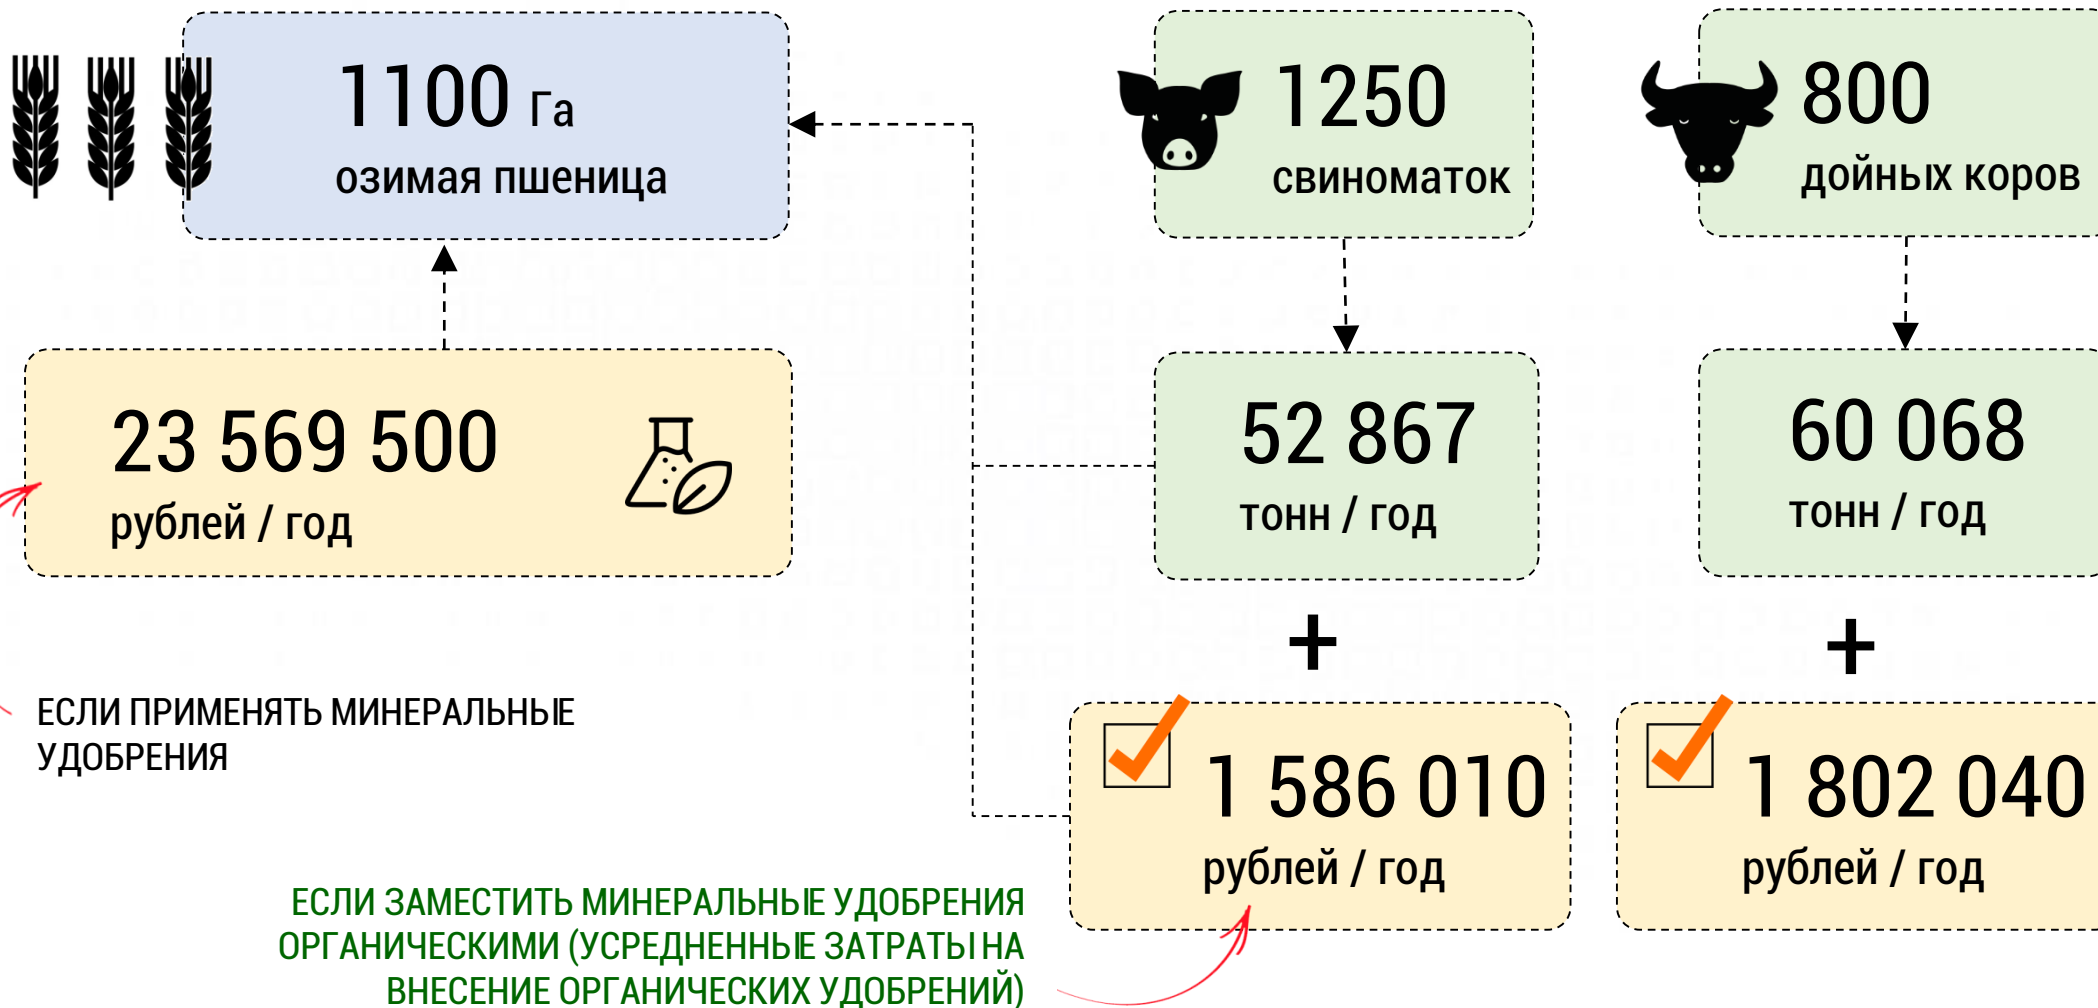 1100 Га
озимая пшеница
1250
свиноматок
800
дойных коров
23 569 500
рублей / год
52 867
тонн / год
60 068
тонн / год
+
+
ЕСЛИ ПРИМЕНЯТЬ МИНЕРАЛЬНЫЕ
УДОБРЕНИЯ
1 586 010
рублей / год
1 802 040
рублей / год
ЕСЛИ ЗАМЕСТИТЬ МИНЕРАЛЬНЫЕ УДОБРЕНИЯ
ОРГАНИЧЕСКИМИ (УСРЕДНЕННЫЕ ЗАТРАТЫ НА
ВНЕСЕНИЕ ОРГАНИЧЕСКИХ УДОБРЕНИЙ)